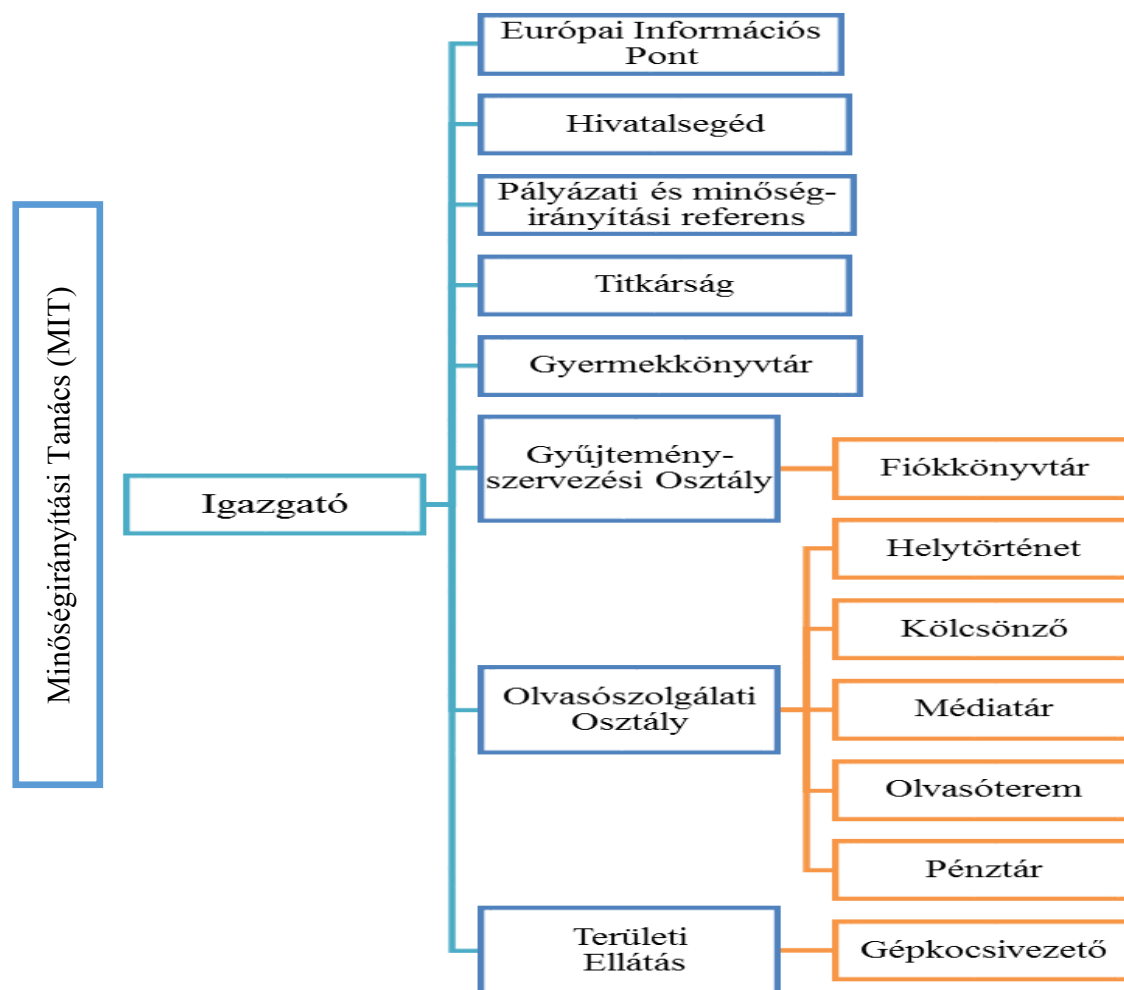 Minőségirányítási Tanács (MIT)
Igazgató
Európai Információs
Pont
Hivatalsegéd
Pályázati és minőség-
irányítási referens
Titkárság
Gyermekkönyvtár
Gyűjtemény-
szervezési Osztály
Fiókkönyvtár
Olvasószolgálati
Osztály
Helytörténet
Kölcsönző
Médiatár
Olvasóterem
Pénztár
Területi
Ellátás
Gépkocsivezető